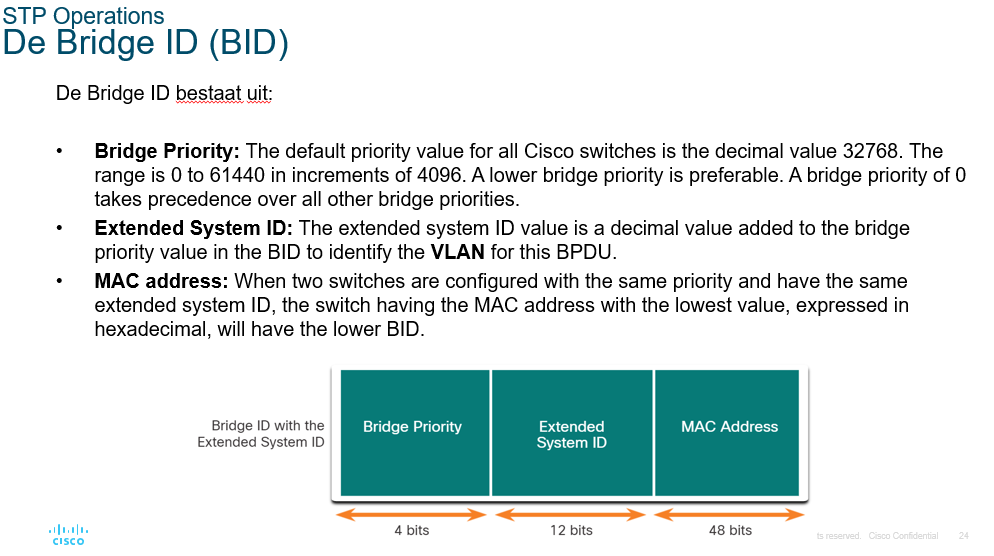 STP Operations
De Bridge ID (BID)
De Bridge ID bestaat uit:
• Bridge Priority: The default priority value for all Cisco switches is the decimal value 32768. The
range is 0 to 61440 in increments of 4096. A lower bridge priority is preferable. A bridge priority of 0
takes precedence over all other bridge priorities.
• Extended System ID: The extended system ID value is a decimal value added to the bridge
priority value in the BID to identify the VLAN for this BPDU.
• MAC address: When two switches are configured with the same priority and have the same
extended system ID, the switch having the MAC address with the lowest value, expressed in
hexadecimal, will have the lower BID.
Bridge ID with the
Extended System ID
Bridge Priority
Extended
System ID
MAC Address
4 bits
12 bits
48 bits
CISCO
ts reserved. Cisco Confidential
24